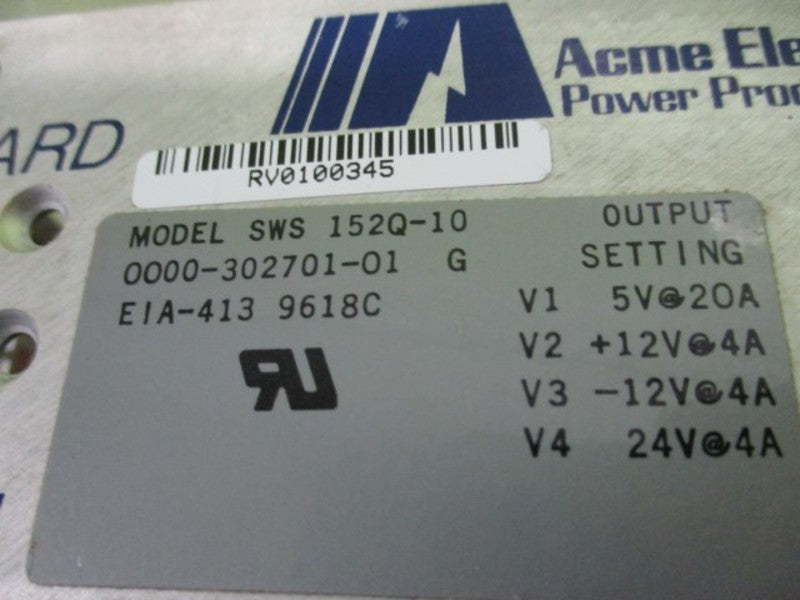 Acme Ele
Power Prod
ARD
RV0100345
MODEL SWS 152Q-10
0000-302701-01 G
EIA-413 9618C
OUTPUT
SETTING
V1 5V@20A
V2 +12V@4A
V3 -12V@4A
V4 24V@4A